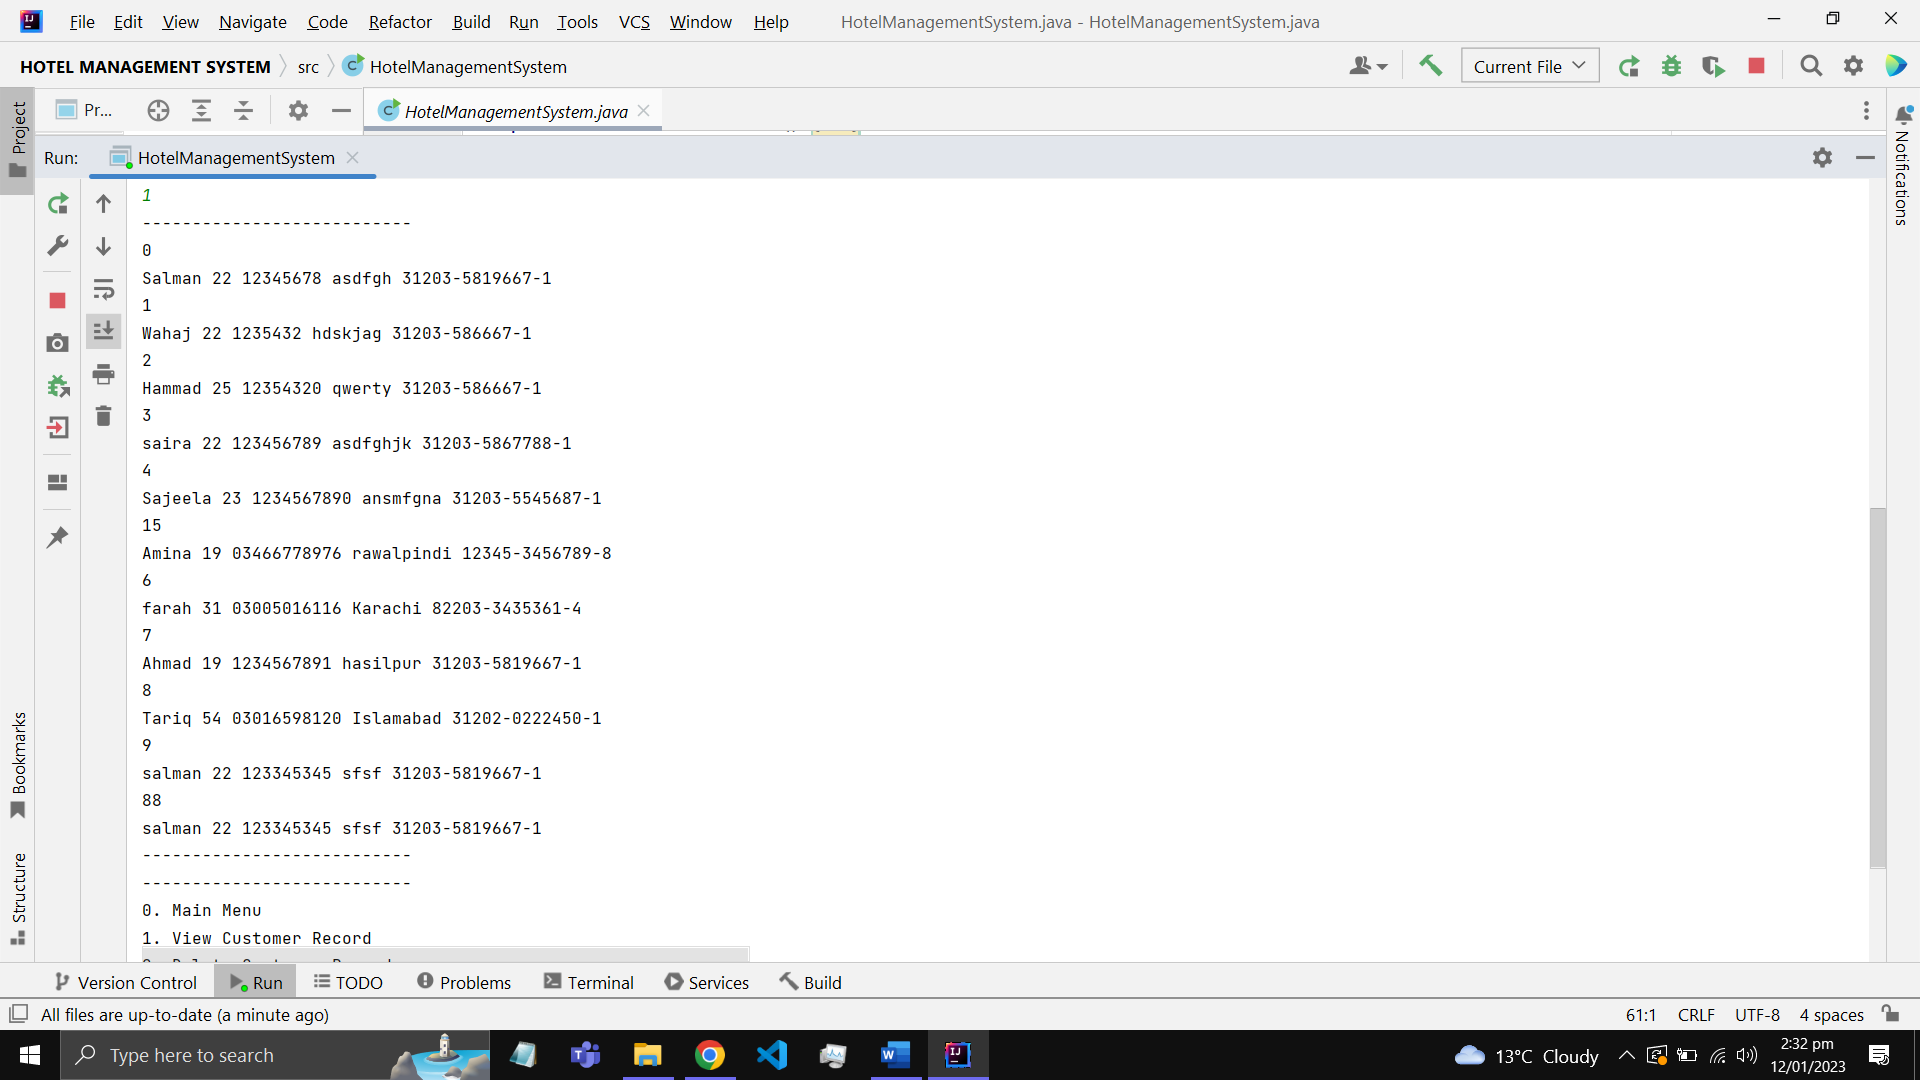 File Edit View Navigate Code Refactor Build Run Tools VCS Window Help HotelManagementSystem.java - HotelManagementSystem.java
HOTEL MANAGEMENT SYSTEM src HotelManagementSystem Current File
Project Pr... HotelManagementSystem.java
Notifications
Run: HotelManagementSystem
1
---------------------------
0
Salman 22 12345678 asdfgh 31203-5819667-1
1
Wahaj 22 1235432 hdskjag 31203-586667-1
2
Hammad 25 12354320 qwerty 31203-586667-1
3
saira 22 123456789 asdfghjk 31203-5867788-1
4
Sajeela 23 1234567890 ansmfgna 31203-5545687-1
15
Amina 19 03466778976 rawalpindi 12345-3456789-8
6
farah 31 03005016116 Karachi 82203-3435361-4
7
Ahmad 19 1234567891 hasilpur 31203-5819667-1
8
Tariq 54 03016598120 Islamabad 31202-0222450-1
9
salman 22 123345345 sfsf 31203-5819667-1
88
salman 22 123345345 sfsf 31203-5819667-1
---------------------------
---------------------------
0. Main Menu
1. View Customer Record
Bookmarks
Structure
Version Control Run TODO Problems Terminal Services Build
All files are up-to-date (a minute ago) 61:1 CRLF UTF-8 4 spaces
Type here to search 13°C Cloudy 2:32 pm
12/01/2023